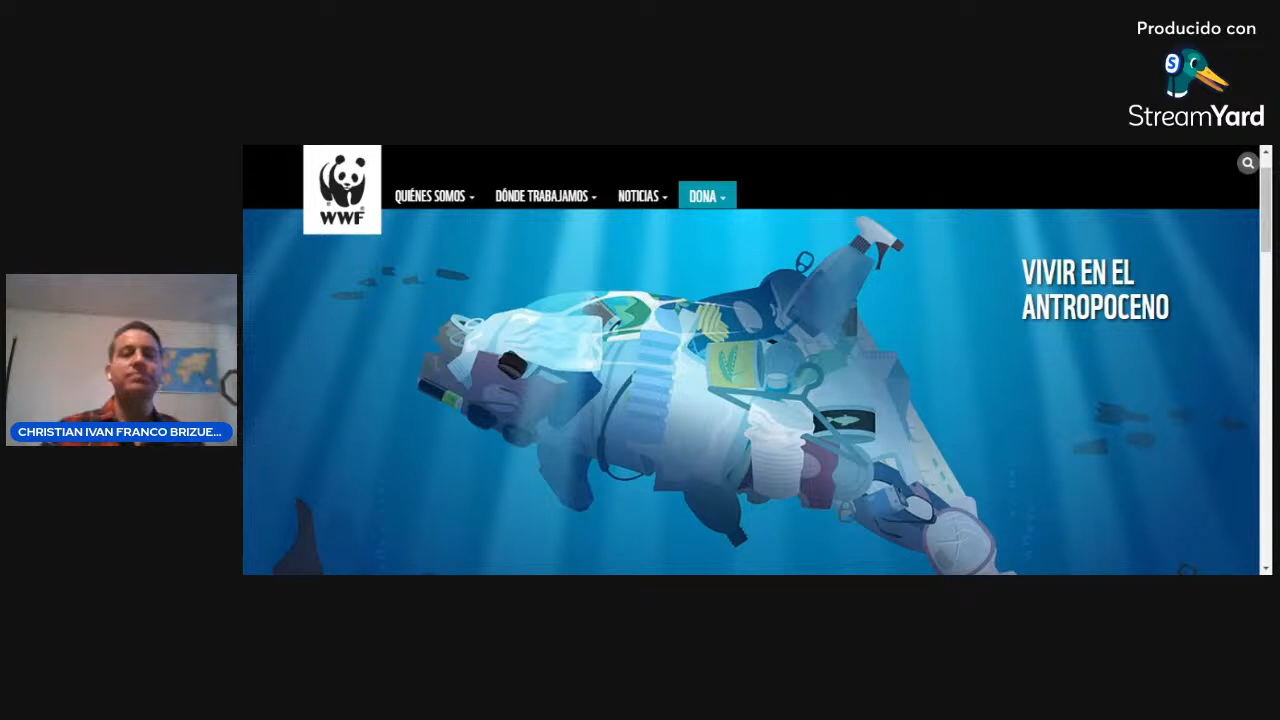 Producido con
S
StreamYard
WWF
QUIÉNES SOMOS
DÓNDE TRABAJAMOS
NOTICIAS
DONA
VIVIR EN EL
ANTROPOCENO
CHRISTIAN IVAN FRANCO BRIZUE...